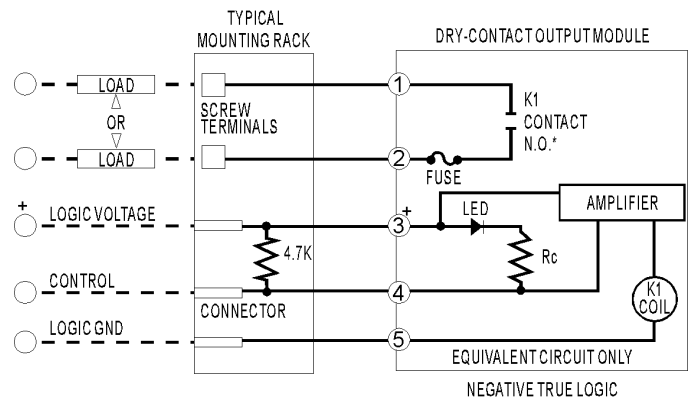 TYPICAL
MOUNTING RACK
DRY-CONTACT OUTPUT MODULE
LOAD
1
OR
SCREW
TERMINALS
K1
CONTACT
N.O.*
LOAD
2
FUSE
+
LOGIC VOLTAGE
3
+
LED
AMPLIFIER
4.7K
Rc
CONTROL
4
CONNECTOR
K1
COIL
LOGIC GND
5
EQUIVALENT CIRCUIT ONLY
NEGATIVE TRUE LOGIC